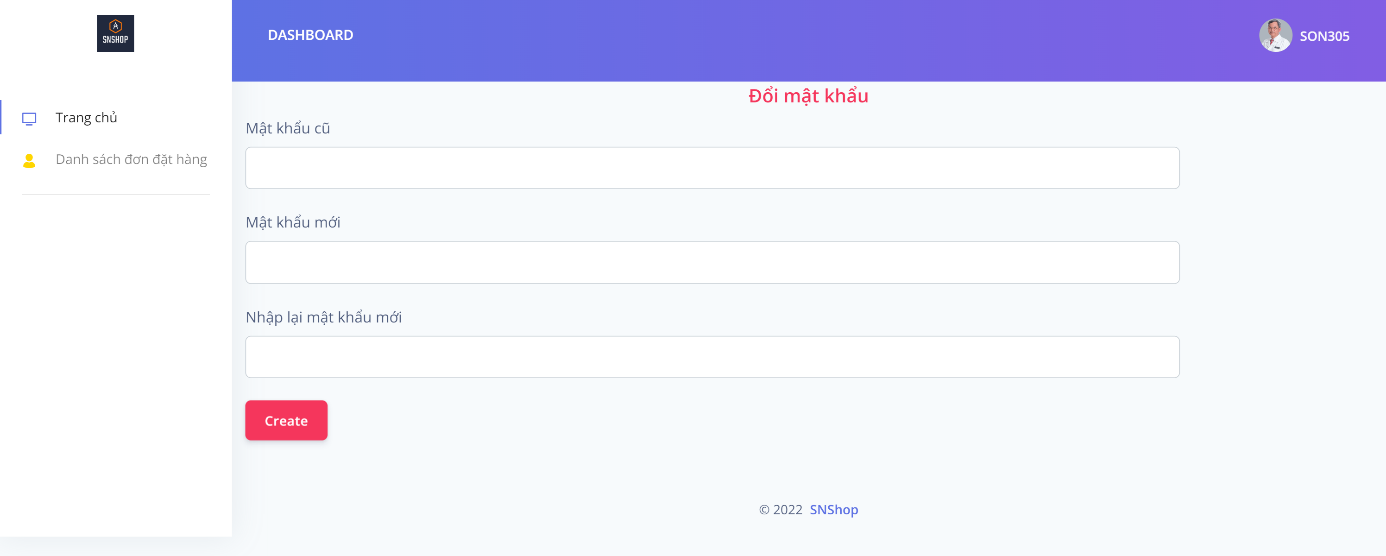 A
SNSHOP
DASHBOARD
SON305
Trang chủ
Danh sách đơn đặt hàng
Đổi mật khẩu
Mật khẩu cũ
Mật khẩu mới
Nhập lại mật khẩu mới
Create
© 2022 SNShop